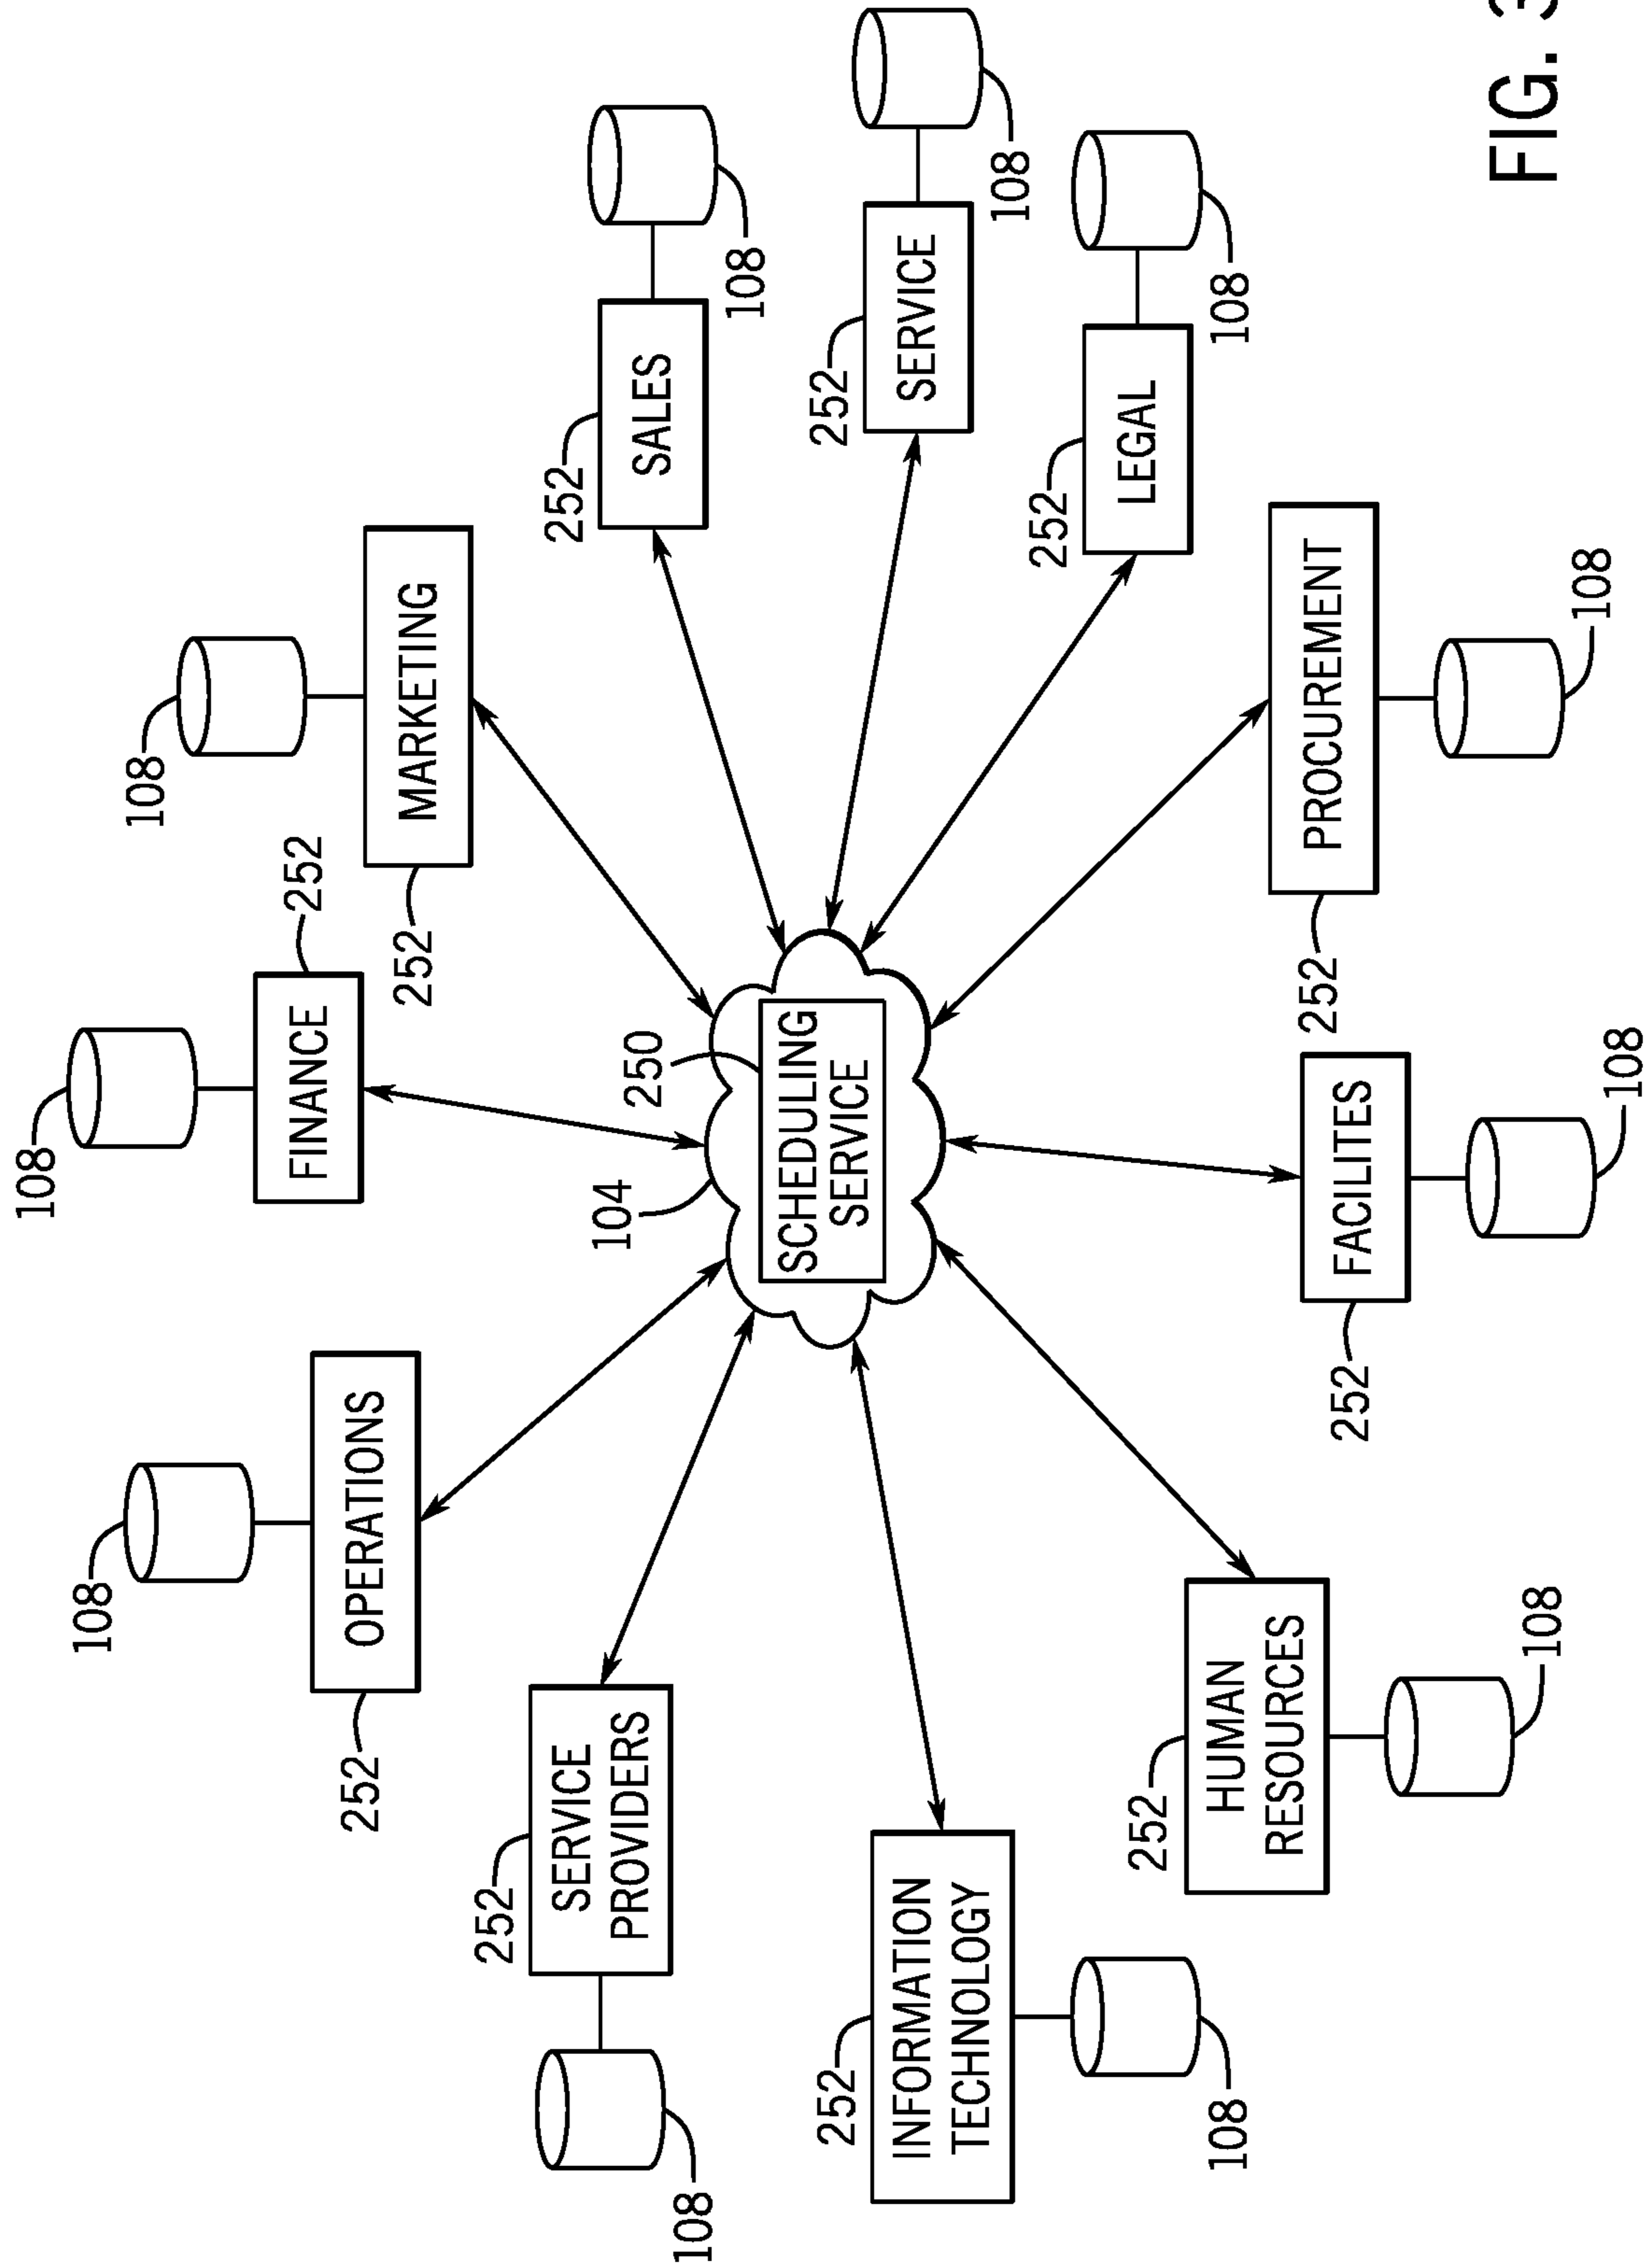 108
108
108
252
FINANCE
252
OPERATIONS
252
MARKETING
252
252
SERVICE
PROVIDERS
104
250
SALES
108
108
SCHEDULING
SERVICE
252
252
SERVICE
INFORMATION
TECHNOLOGY
108
252
LEGAL
252
HUMAN
RESOURCES
108
108
252
PROCUREMENT
252
FACILITES
108
108
108
FIG. 3